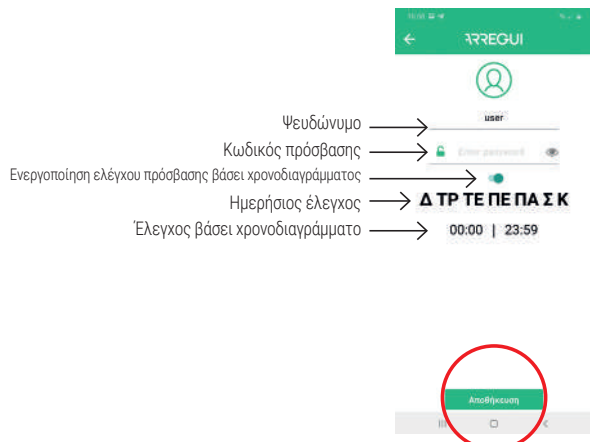 ARREGUI
user
Ψευδώνυμο
Κωδικός πρόσβασης
Enter password
Ενεργοποίηση ελέγχου πρόσβασης βάσει χρονοδιαγράμματος
Ημερήσιος έλεγχος
Δ ΤΡ ΤΕ ΠΕ ΠΑ Σ Κ
Έλεγχος βάσει χρονοδιαγράμματο
00:00 | 23:59
Αποθήκευση